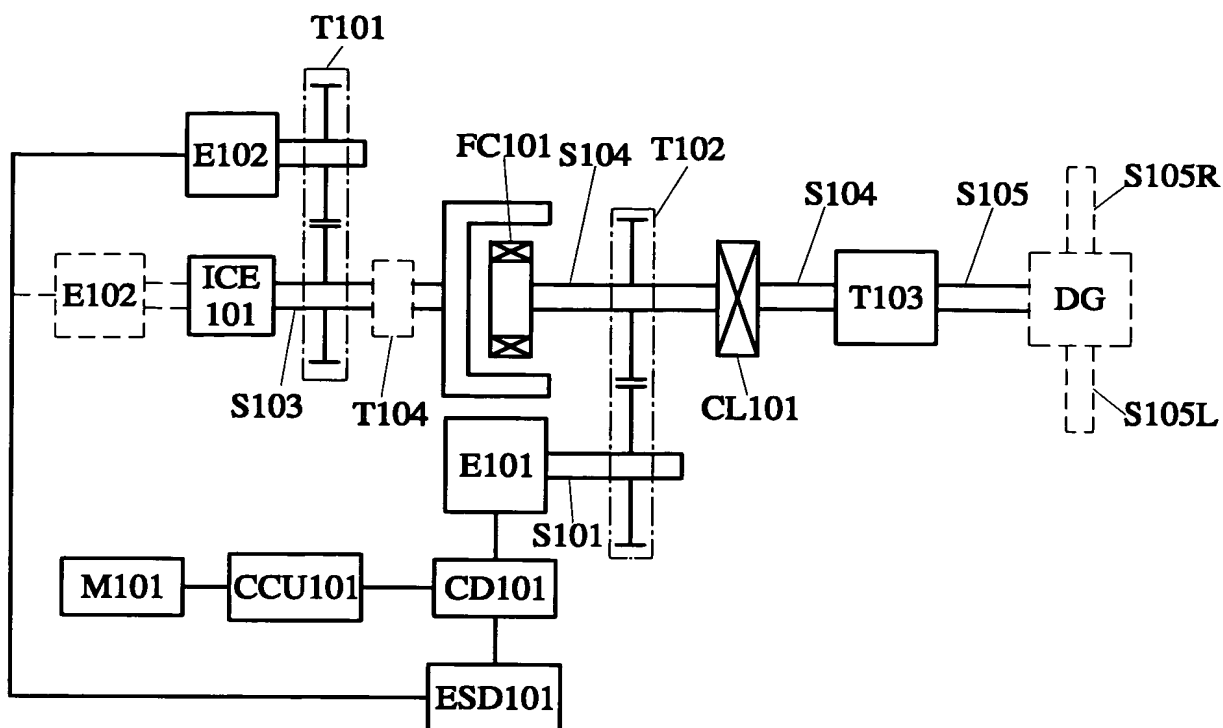 T101
E102
FC101
S104
T102
S104
S105
S105R
E102
ICE
101
T103
DG
S103
T104
CL101
S105L
E101
S101
M101
CCU101
CD101
ESD101